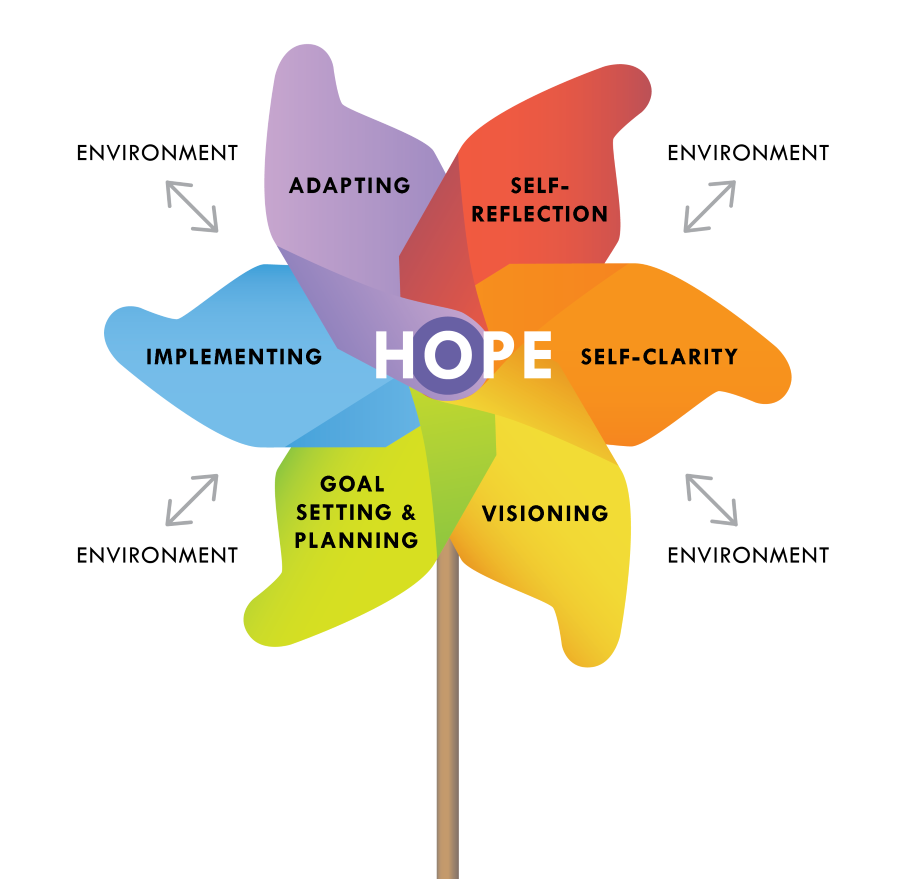 ENVIRONMENT
ENVIRONMENT
ADAPTING
SELF-
REFLECTION
IMPLEMENTING
HOPE
SELF-CLARITY
GOAL
SETTING &
PLANNING
VISIONING
ENVIRONMENT
ENVIRONMENT